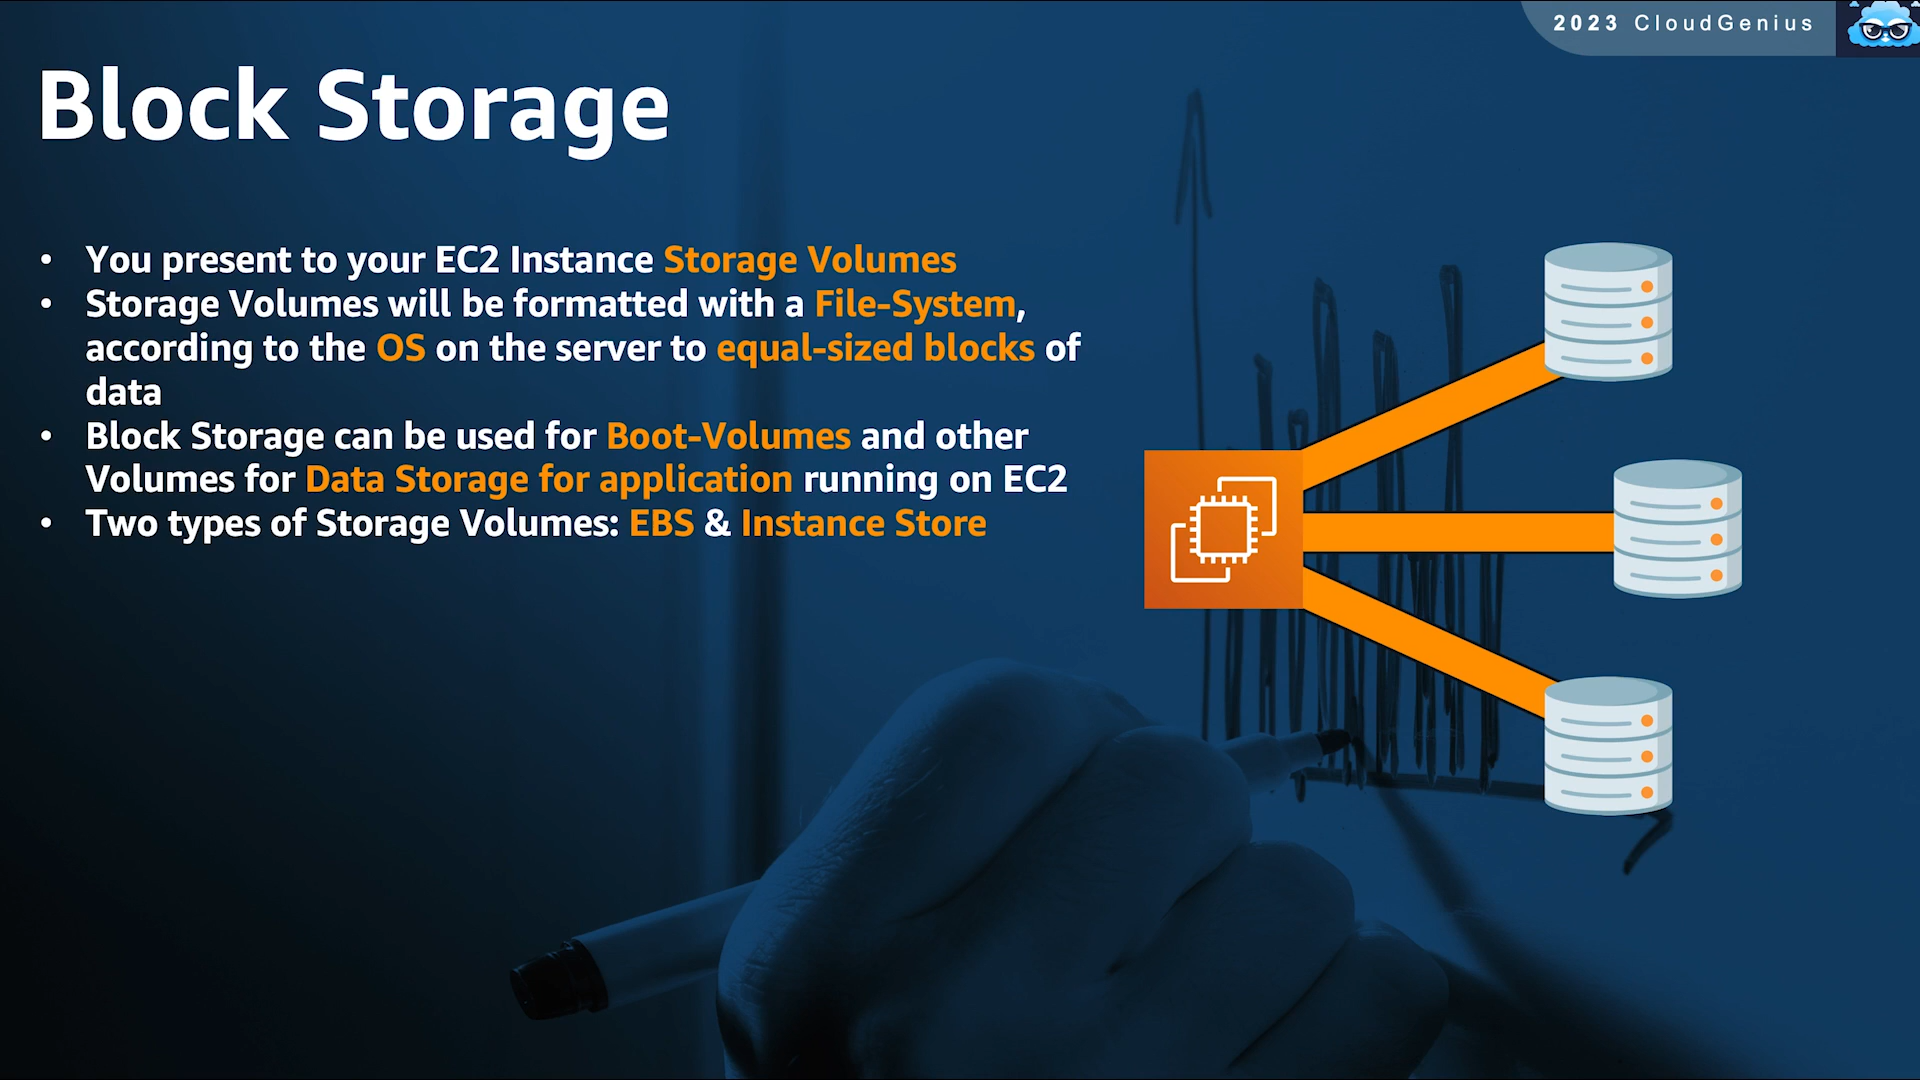 2023 CloudGenius
Block Storage
• You present to your EC2 Instance Storage Volumes
• Storage Volumes will be formatted with a File-System,
according to the OS on the server to equal-sized blocks of
data
• Block Storage can be used for Boot-Volumes and other
Volumes for Data Storage for application running on EC2
• Two types of Storage Volumes: EBS & Instance Store